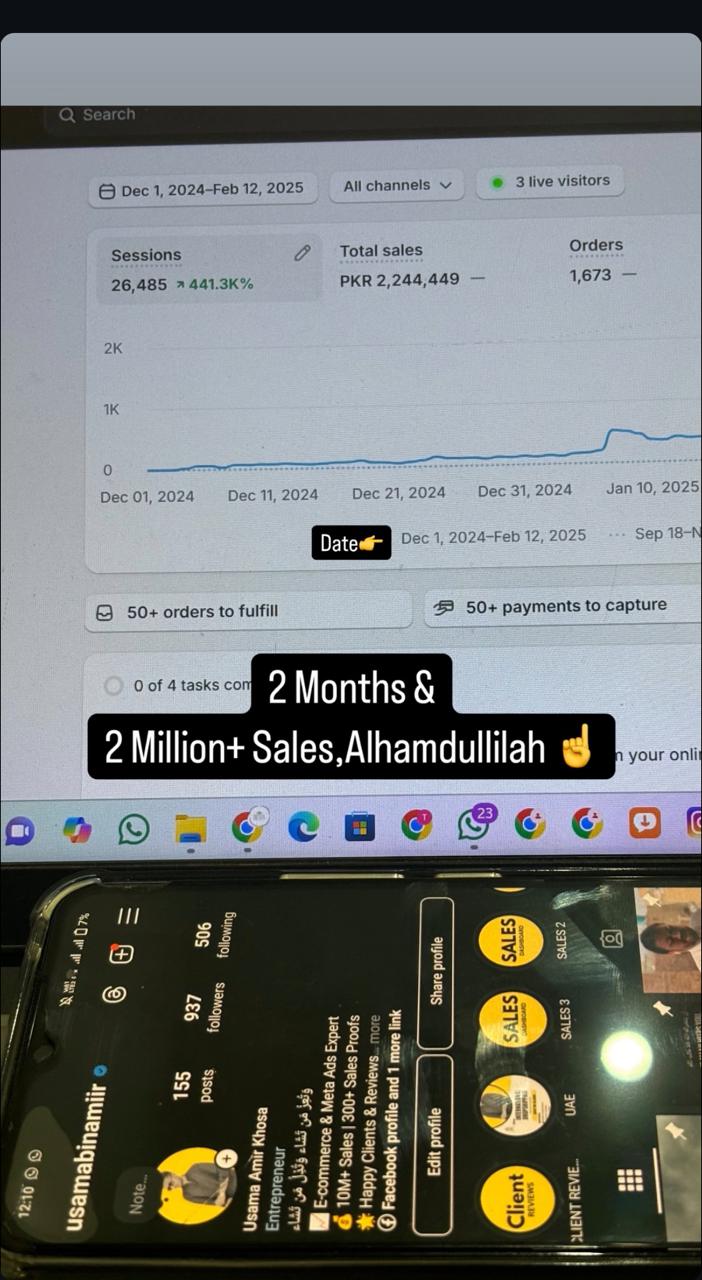 Search
Dec 1, 2024–Feb 12, 2025
All channels
3 live visitors
Sessions
26,485 ↗ 441.3K%
Total sales
PKR 2,244,449 —
Orders
1,673 —
2K
1K
0
Dec 01, 2024
Dec 11, 2024
Dec 21, 2024
Dec 31, 2024
Jan 10, 2025
Date👉
Dec 1, 2024–Feb 12, 2025
Sep 18–N
50+ orders to fulfill
50+ payments to capture
0 of 4 tasks com
2 Months &
2 Million+ Sales,Alhamdullilah ☝️
your onli
23
12:10
7%
usamabinamiir
Note...
155
posts
937
followers
506
following
Usama Amir Khosa
Entrepreneur
وَتُعِزُّ مَن تَشَاء وَتُذِلُّ مَن تَشَاء
📈 E-commerce & Meta Ads Expert
💰 10M+ Sales | 300+ Sales Proofs
🌟 Happy Clients & Reviews... more
Facebook profile and 1 more link
Edit profile
Share profile
Client
REVIEWS
SALES
DASHBOARD
SALES
DASHBOARD
CLIENT REVIE...
UAE
SALES 3
SALES 2